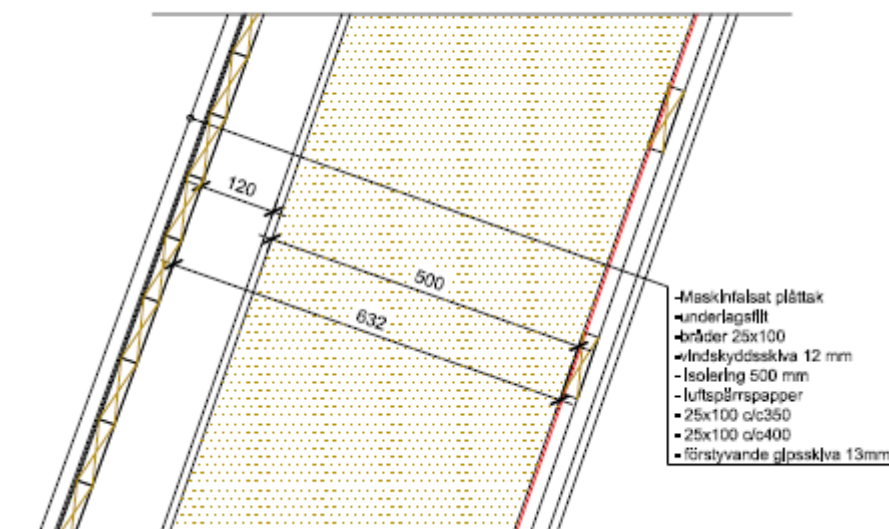 120
500
632
-Maskinfalsat plåttak
-underlagsfilt
-bråder 25x100
-vindskyddsskiva 12 mm
- isolering 500 mm
- luftspärrspapper
- 25x100 c/c350
- 25x100 c/c400
- förstyvande gipsskiva 13mm